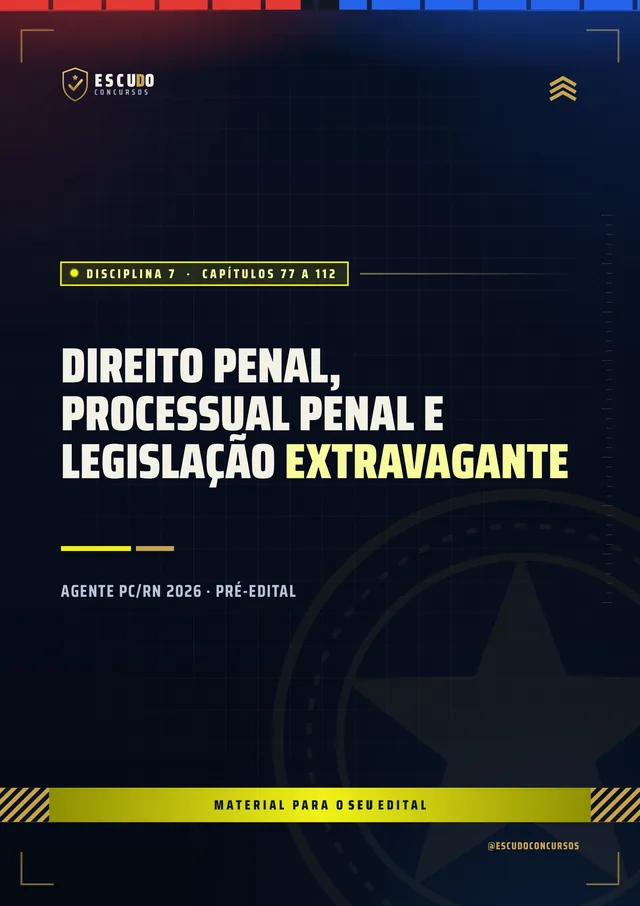 ESCUDO
CONCURSOS
DISCIPLINA 7 · CAPÍTULOS 77 A 112
DIREITO PENAL,
PROCESSUAL PENAL E
LEGISLAÇÃO EXTRAVAGANTE
AGENTE PC/RN 2026 · PRÉ-EDITAL
MATERIAL PARA O SEU EDITAL
@ESCUDOCONCURSOS